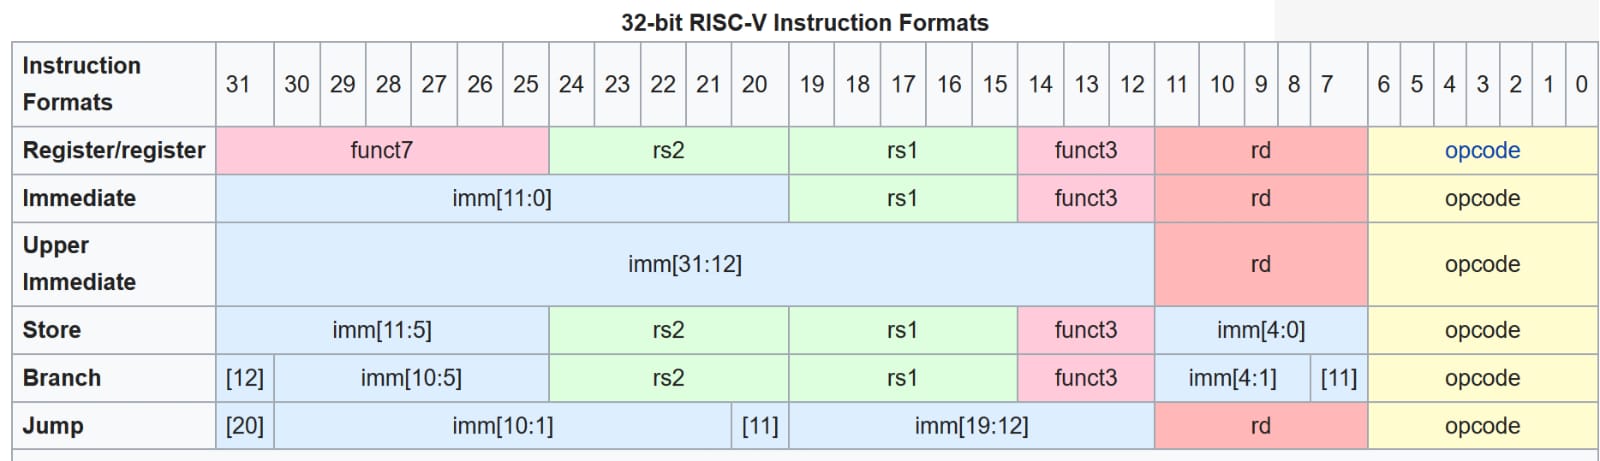 32-bit RISC-V Instruction Formats
Instruction Formats 31 30 29 28 27 26 25 24 23 22 21 20 19 18 17 16 15 14 13 12 11 10 9 8 7 6 5 4 3 2 1 0
Register/register funct7 rs2 rs1 funct3 rd opcode
Immediate imm[11:0] rs1 funct3 rd opcode
Upper Immediate imm[31:12] rd opcode
Store imm[11:5] rs2 rs1 funct3 imm[4:0] opcode
Branch [12] imm[10:5] rs2 rs1 funct3 imm[4:1] [11] opcode
Jump [20] imm[10:1] [11] imm[19:12] rd opcode